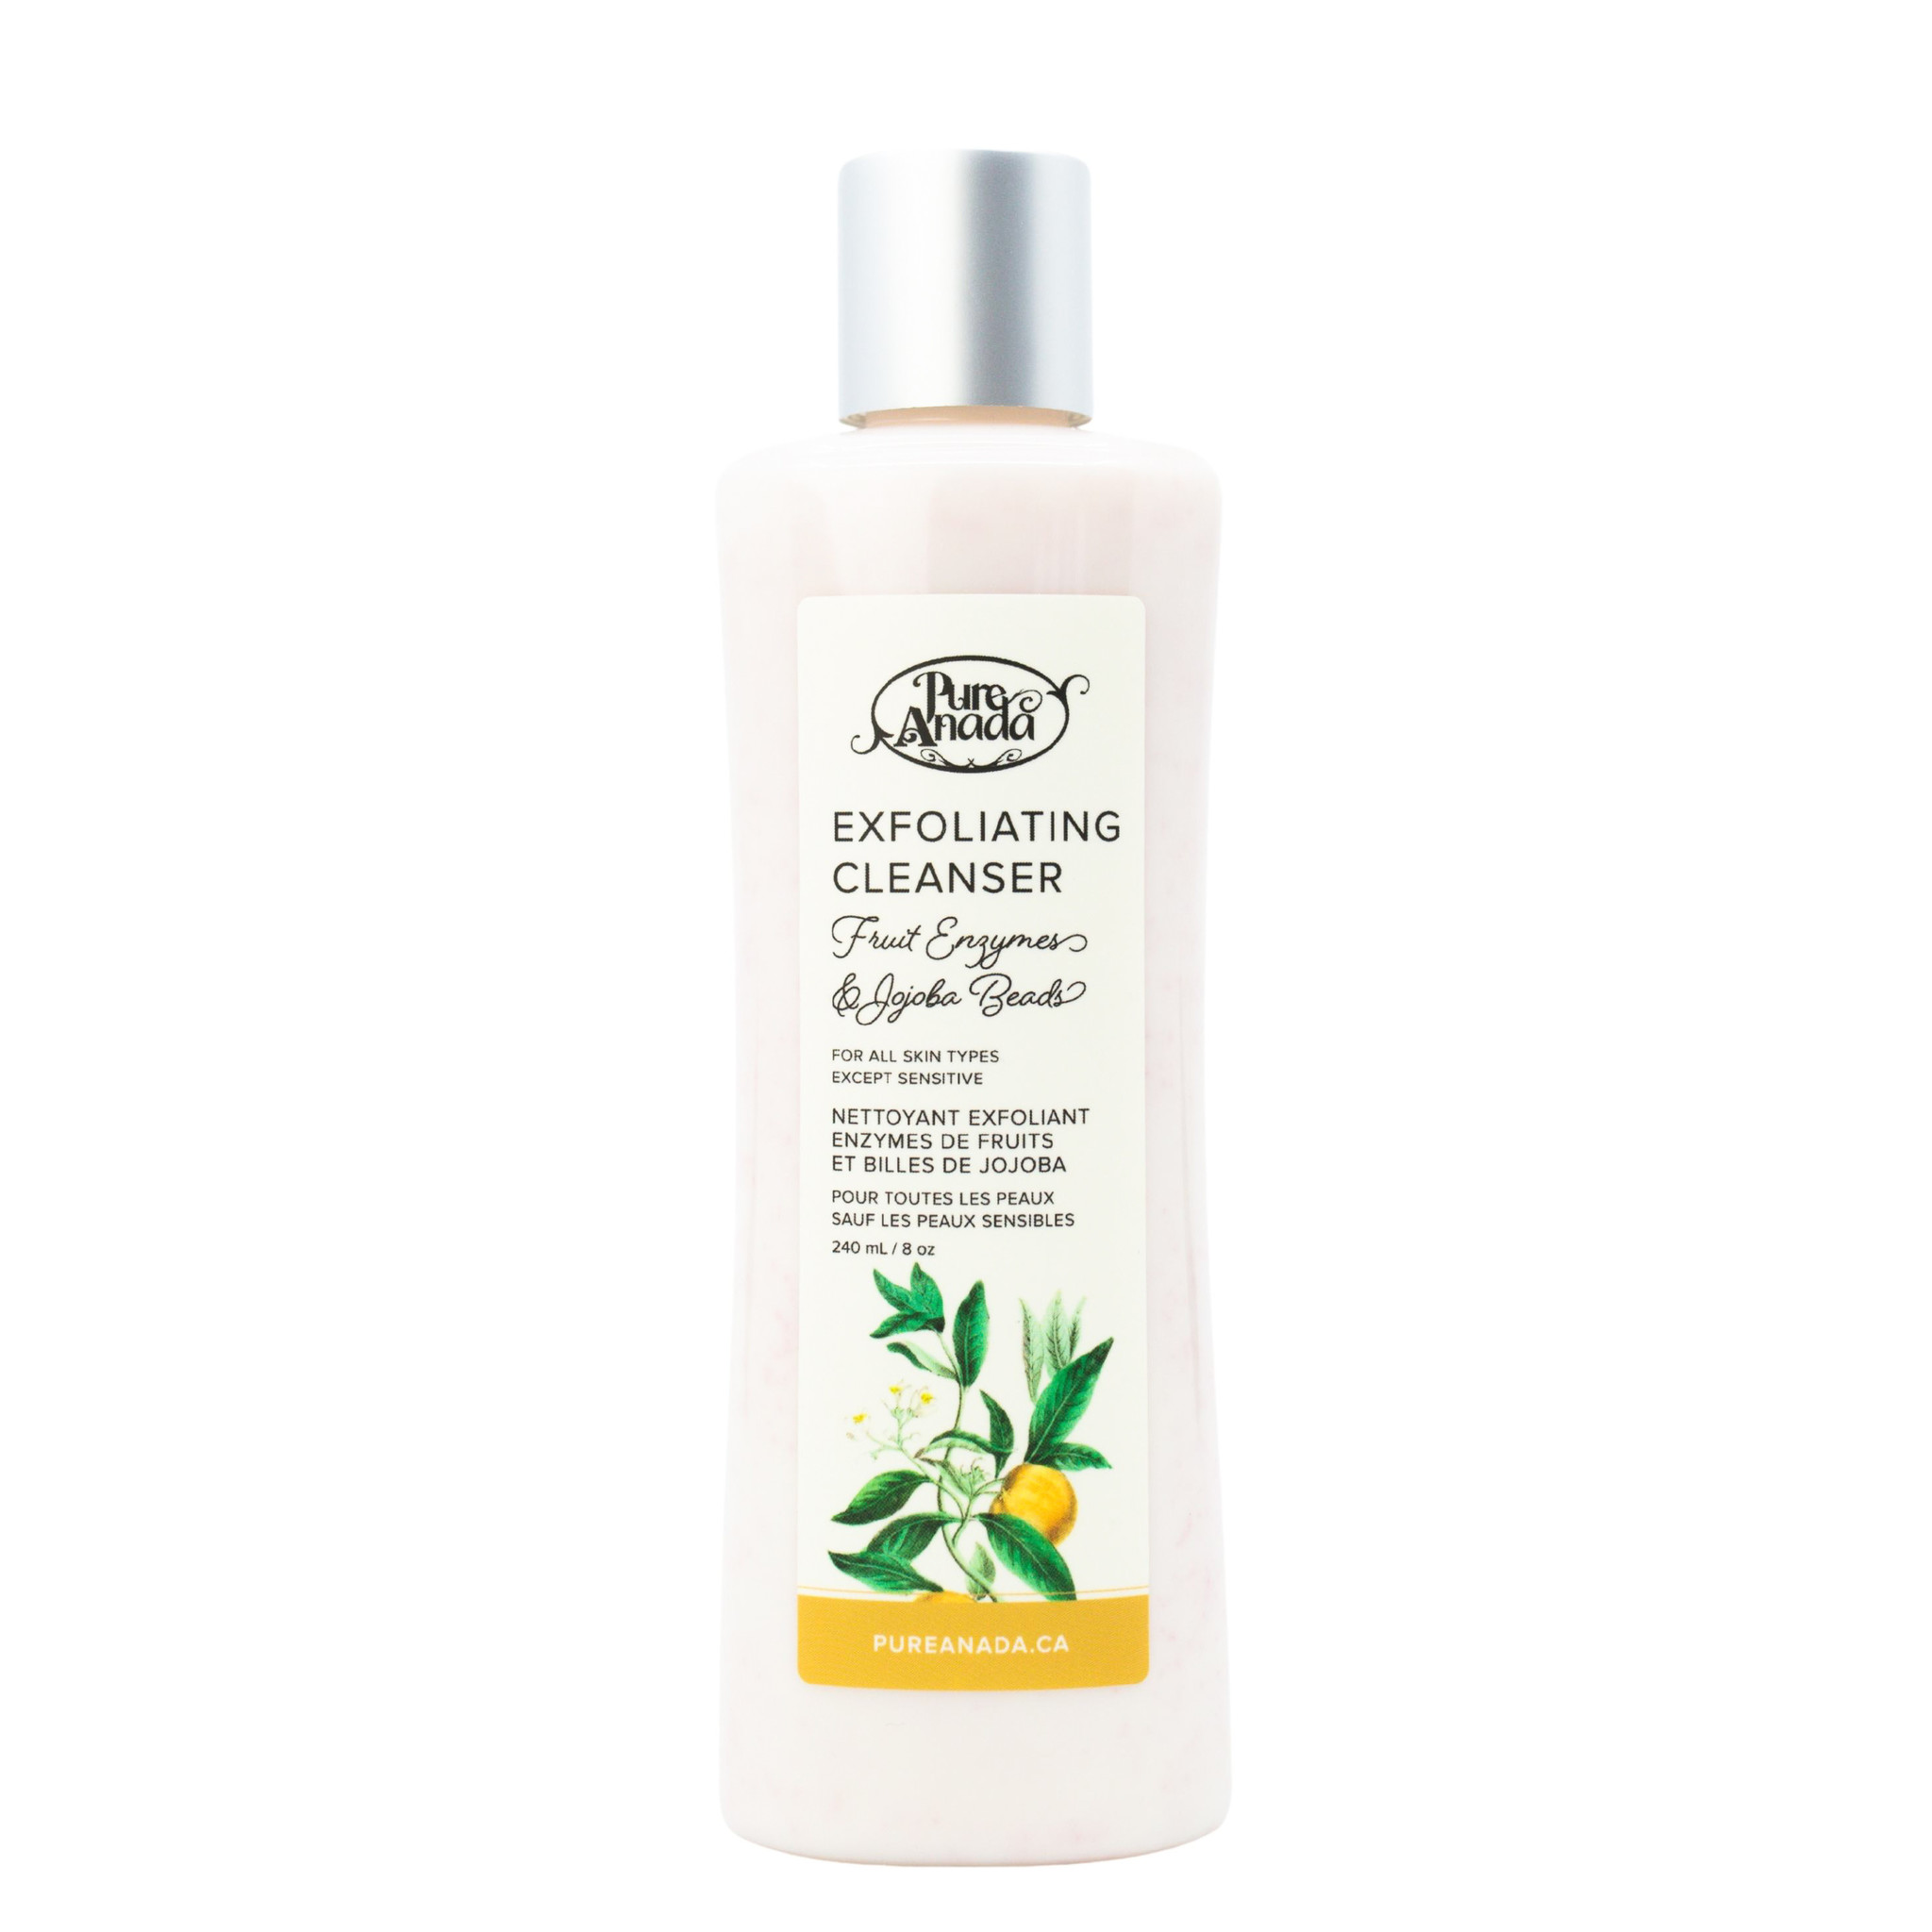 Pure
Anada
EXFOLIATING
CLEANSER
Fruit Enzymes
& Jojoba Beads
FOR ALL SKIN TYPES
EXCEPT SENSITIVE
NETTOYANT EXFOLIANT
ENZYMES DE FRUITS
ET BILLES DE JOJOBA
POUR TOUTES LES PEAUX
SAUF LES PEAUX SENSIBLES
240 mL / 8 oz
PUREANADA.CA